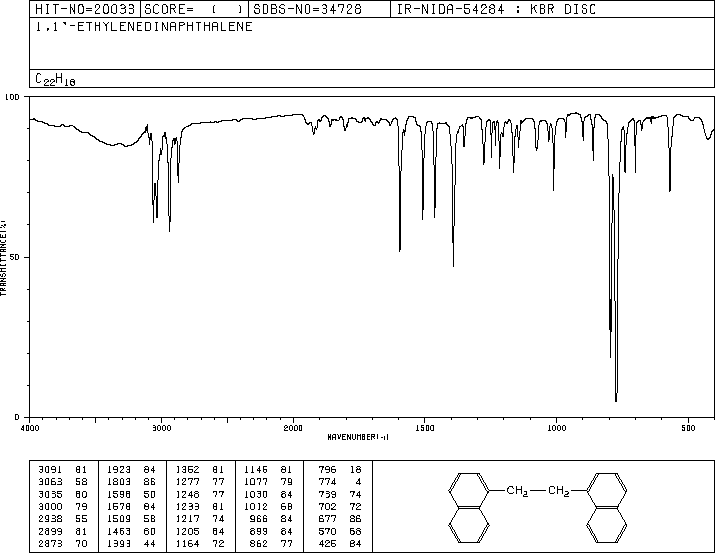 HIT-NO=20033 SCORE= ( ) SDBS-NO=34728 IR-NIDA-54284 : KBR DISC
1,1'-ETHYLENEDINAPHTHALENE
C22H18
100
50
0
TRANSMITTANCE(%)
4000 3000 2000 1500 1000 500
WAVENUMBER(-1)
3091 81 1923 84 1352 81 1146 81 796 18
3063 58 1803 86 1277 77 1077 79 774 4
3035 60 1598 50 1248 77 1030 84 739 74
3000 79 1578 84 1233 81 1012 68 702 72
2938 55 1509 58 1217 74 966 84 677 86
2899 81 1463 60 1205 84 899 84 570 68
2873 70 1393 44 1164 72 862 77 426 84
CH2 CH2